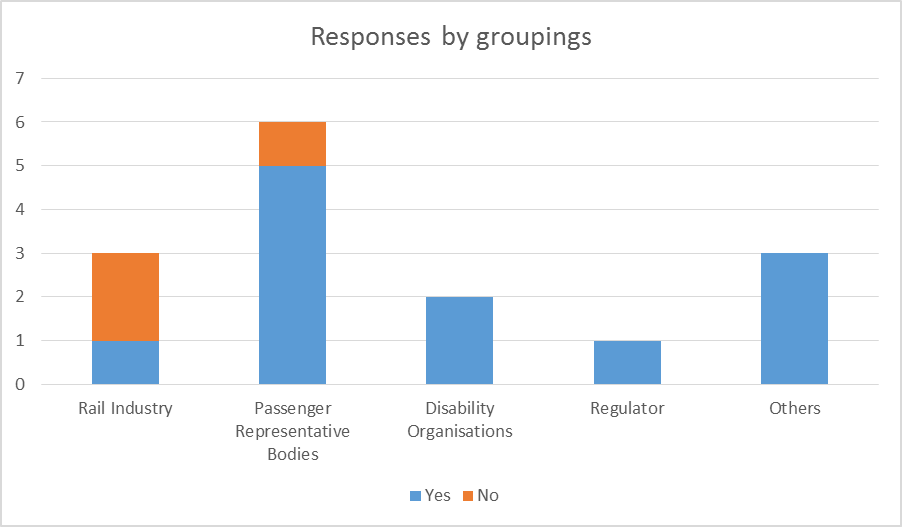 Responses by groupings
7
6
5
4
3
2
1
0
Rail Industry
Passenger
Representative
Bodies
Disability
Organisations
Regulator
Others
Yes
No